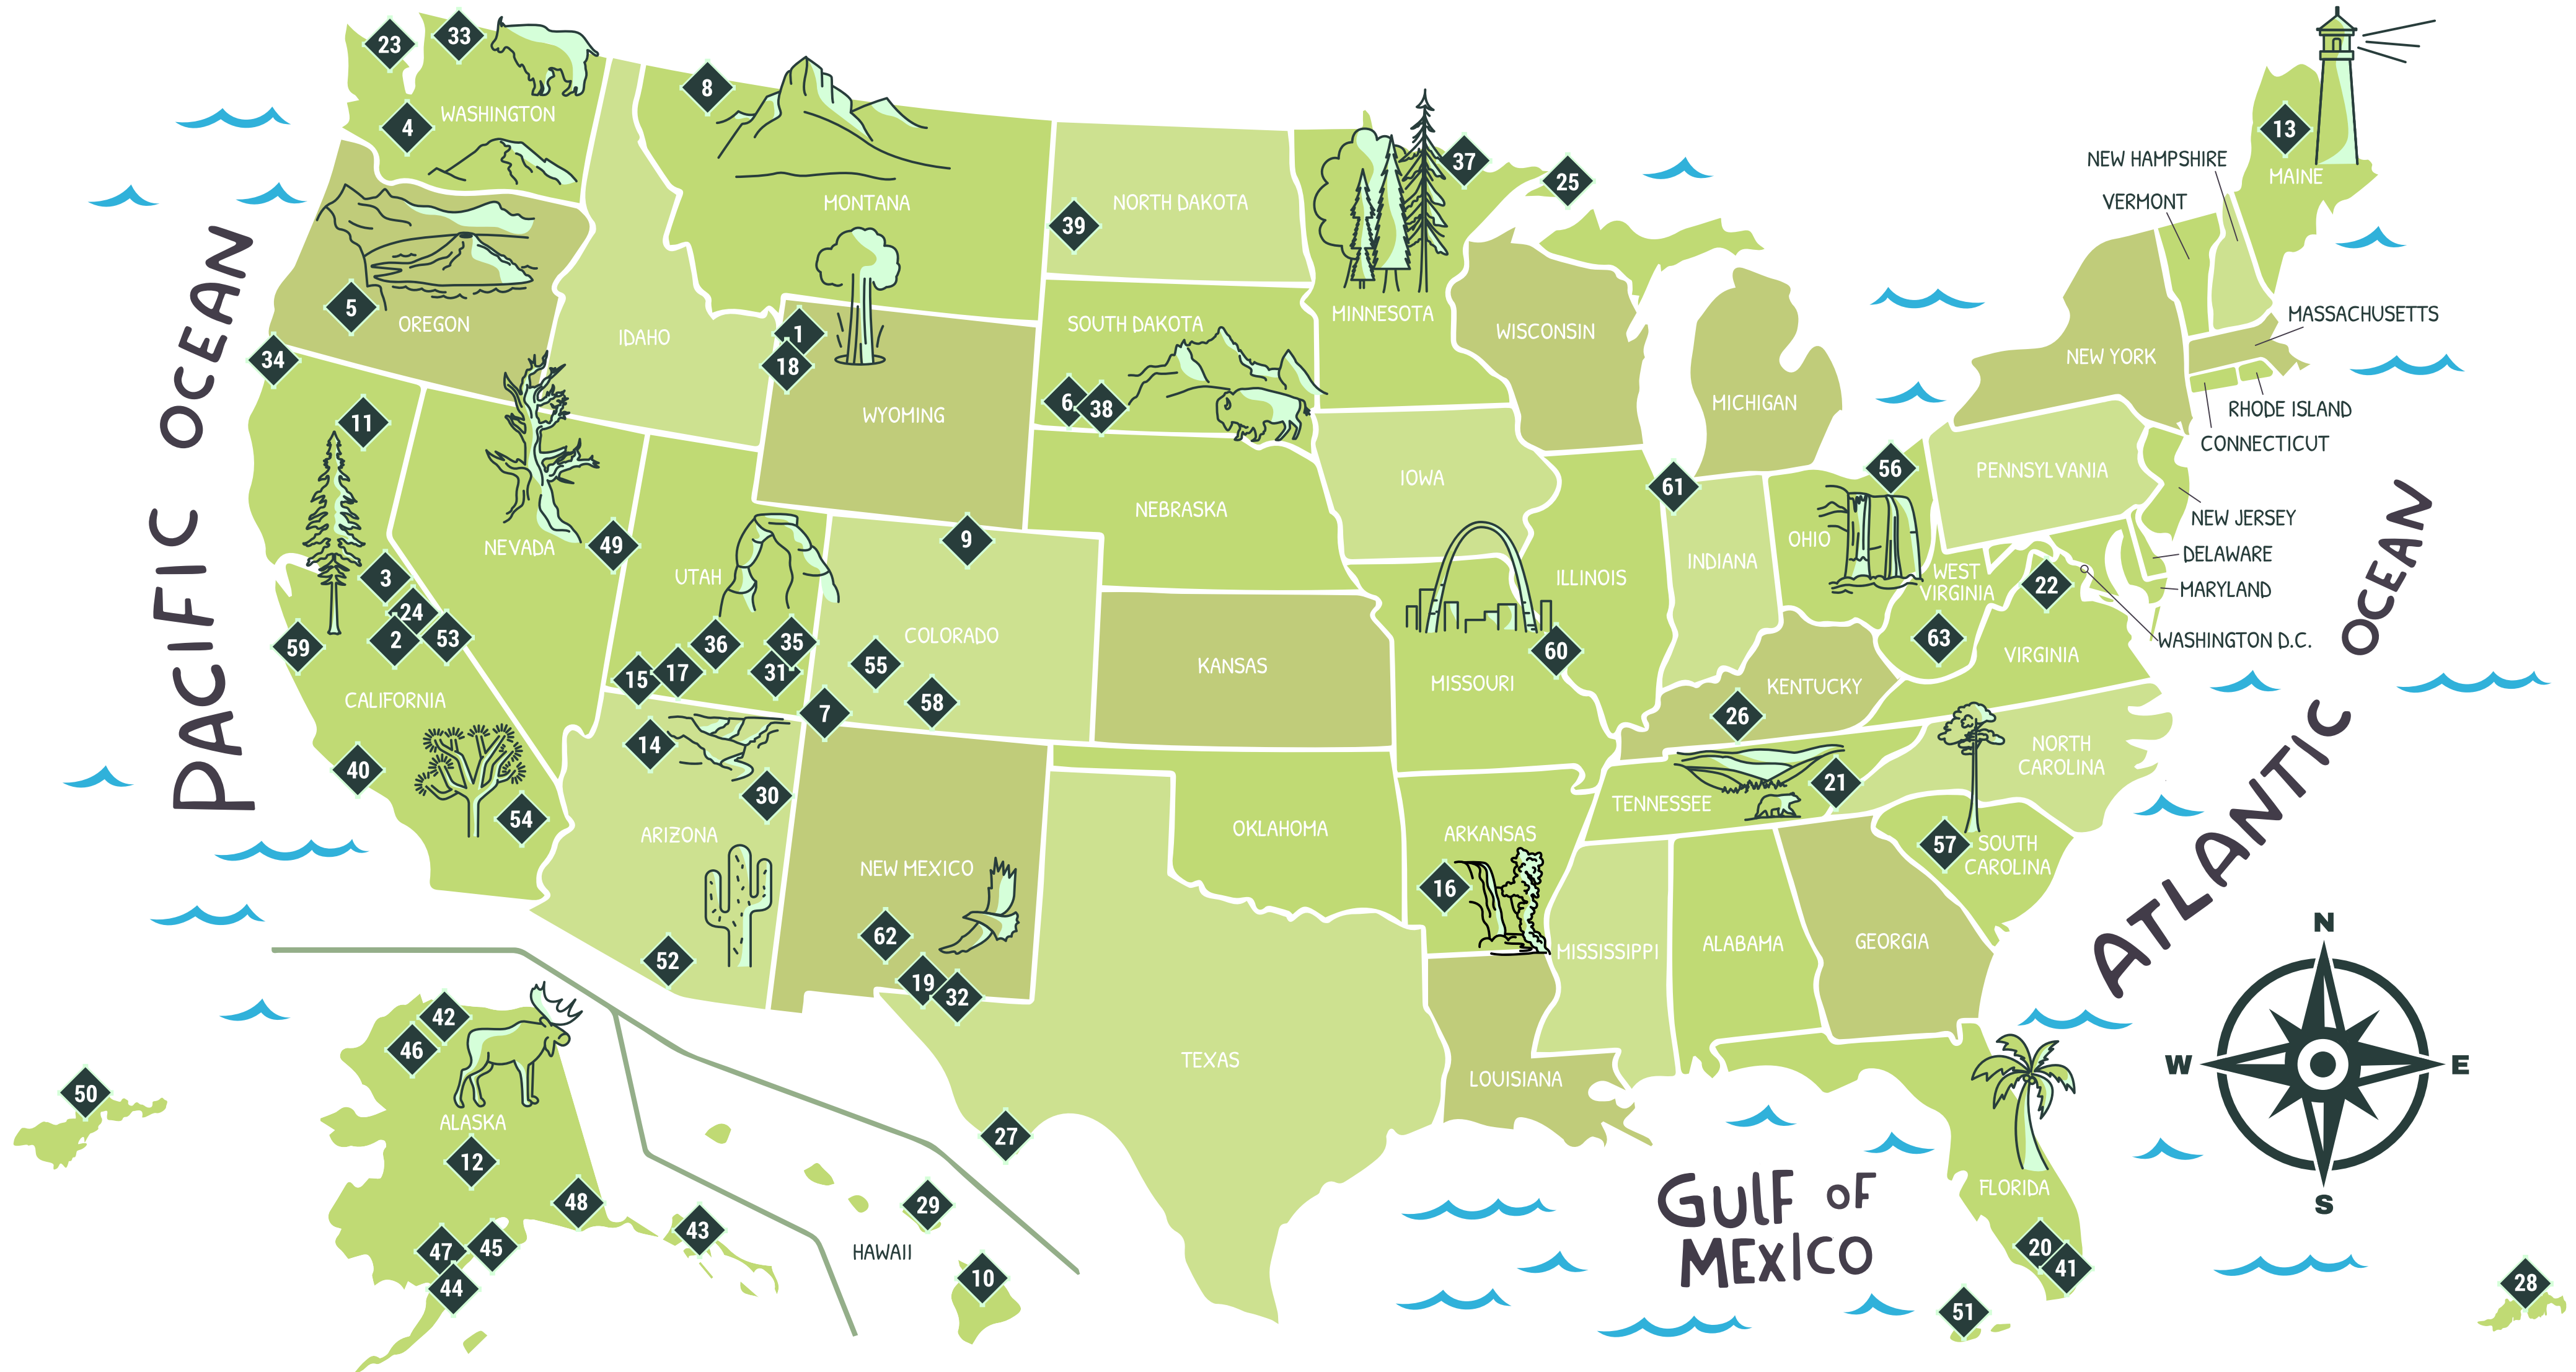 23
33
WASHINGTON
4
8
MONTANA
39
NORTH DAKOTA
37
25
MINNESOTA
13
MAINE
NEW HAMPSHIRE
VERMONT
5
OREGON
34
IDAHO
1
18
WYOMING
SOUTH DAKOTA
6
38
WISCONSIN
MICHIGAN
NEW YORK
MASSACHUSETTS
RHODE ISLAND
CONNECTICUT
PACIFIC OCEAN
11
NEVADA
49
UTAH
9
NEBRASKA
IOWA
61
ILLINOIS
INDIANA
56
OHIO
PENNSYLVANIA
NEW JERSEY
DELAWARE
MARYLAND
WASHINGTON D.C.
WEST
VIRGINIA
22
63
VIRGINIA
3
24
2
53
59
CALIFORNIA
36
35
15
17
31
COLORADO
55
58
7
KANSAS
MISSOURI
60
KENTUCKY
26
40
54
14
30
ARIZONA
52
NEW MEXICO
62
19
32
OKLAHOMA
ARKANSAS
16
TENNESSEE
21
NORTH
CAROLINA
57
SOUTH
CAROLINA
MISSISSIPPI
ALABAMA
GEORGIA
ATLANTIC OCEAN
TEXAS
27
LOUISIANA
FLORIDA
20
41
51
28
GULF OF
MEXICO
N
W
E
S
50
42
46
ALASKA
12
48
47
45
44
43
HAWAII
29
10